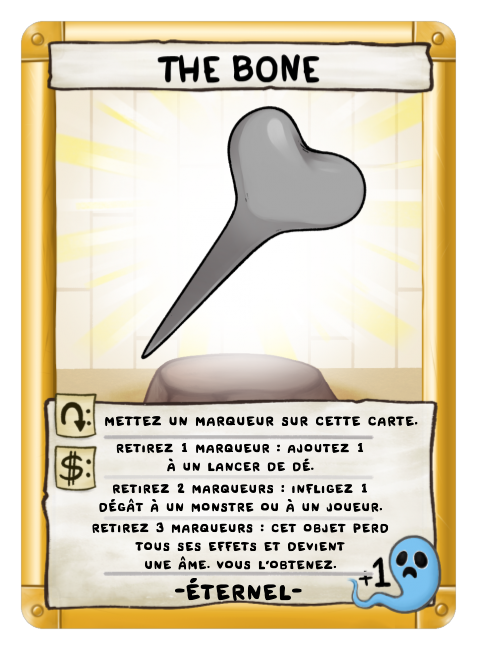 THE BONE
: METTEZ UN MARQUEUR SUR CETTE CARTE.
$: RETIREZ 1 MARQUEUR : AJOUTEZ 1
À UN LANCER DE DÉ.
RETIREZ 2 MARQUEURS : INFLIGEZ 1
DÉGÂT À UN MONSTRE OU À UN JOUEUR.
RETIREZ 3 MARQUEURS : CET OBJET PERD
TOUS SES EFFETS ET DEVIENT
UNE ÂME. VOUS L'OBTENEZ.
-ÉTERNEL-
+1